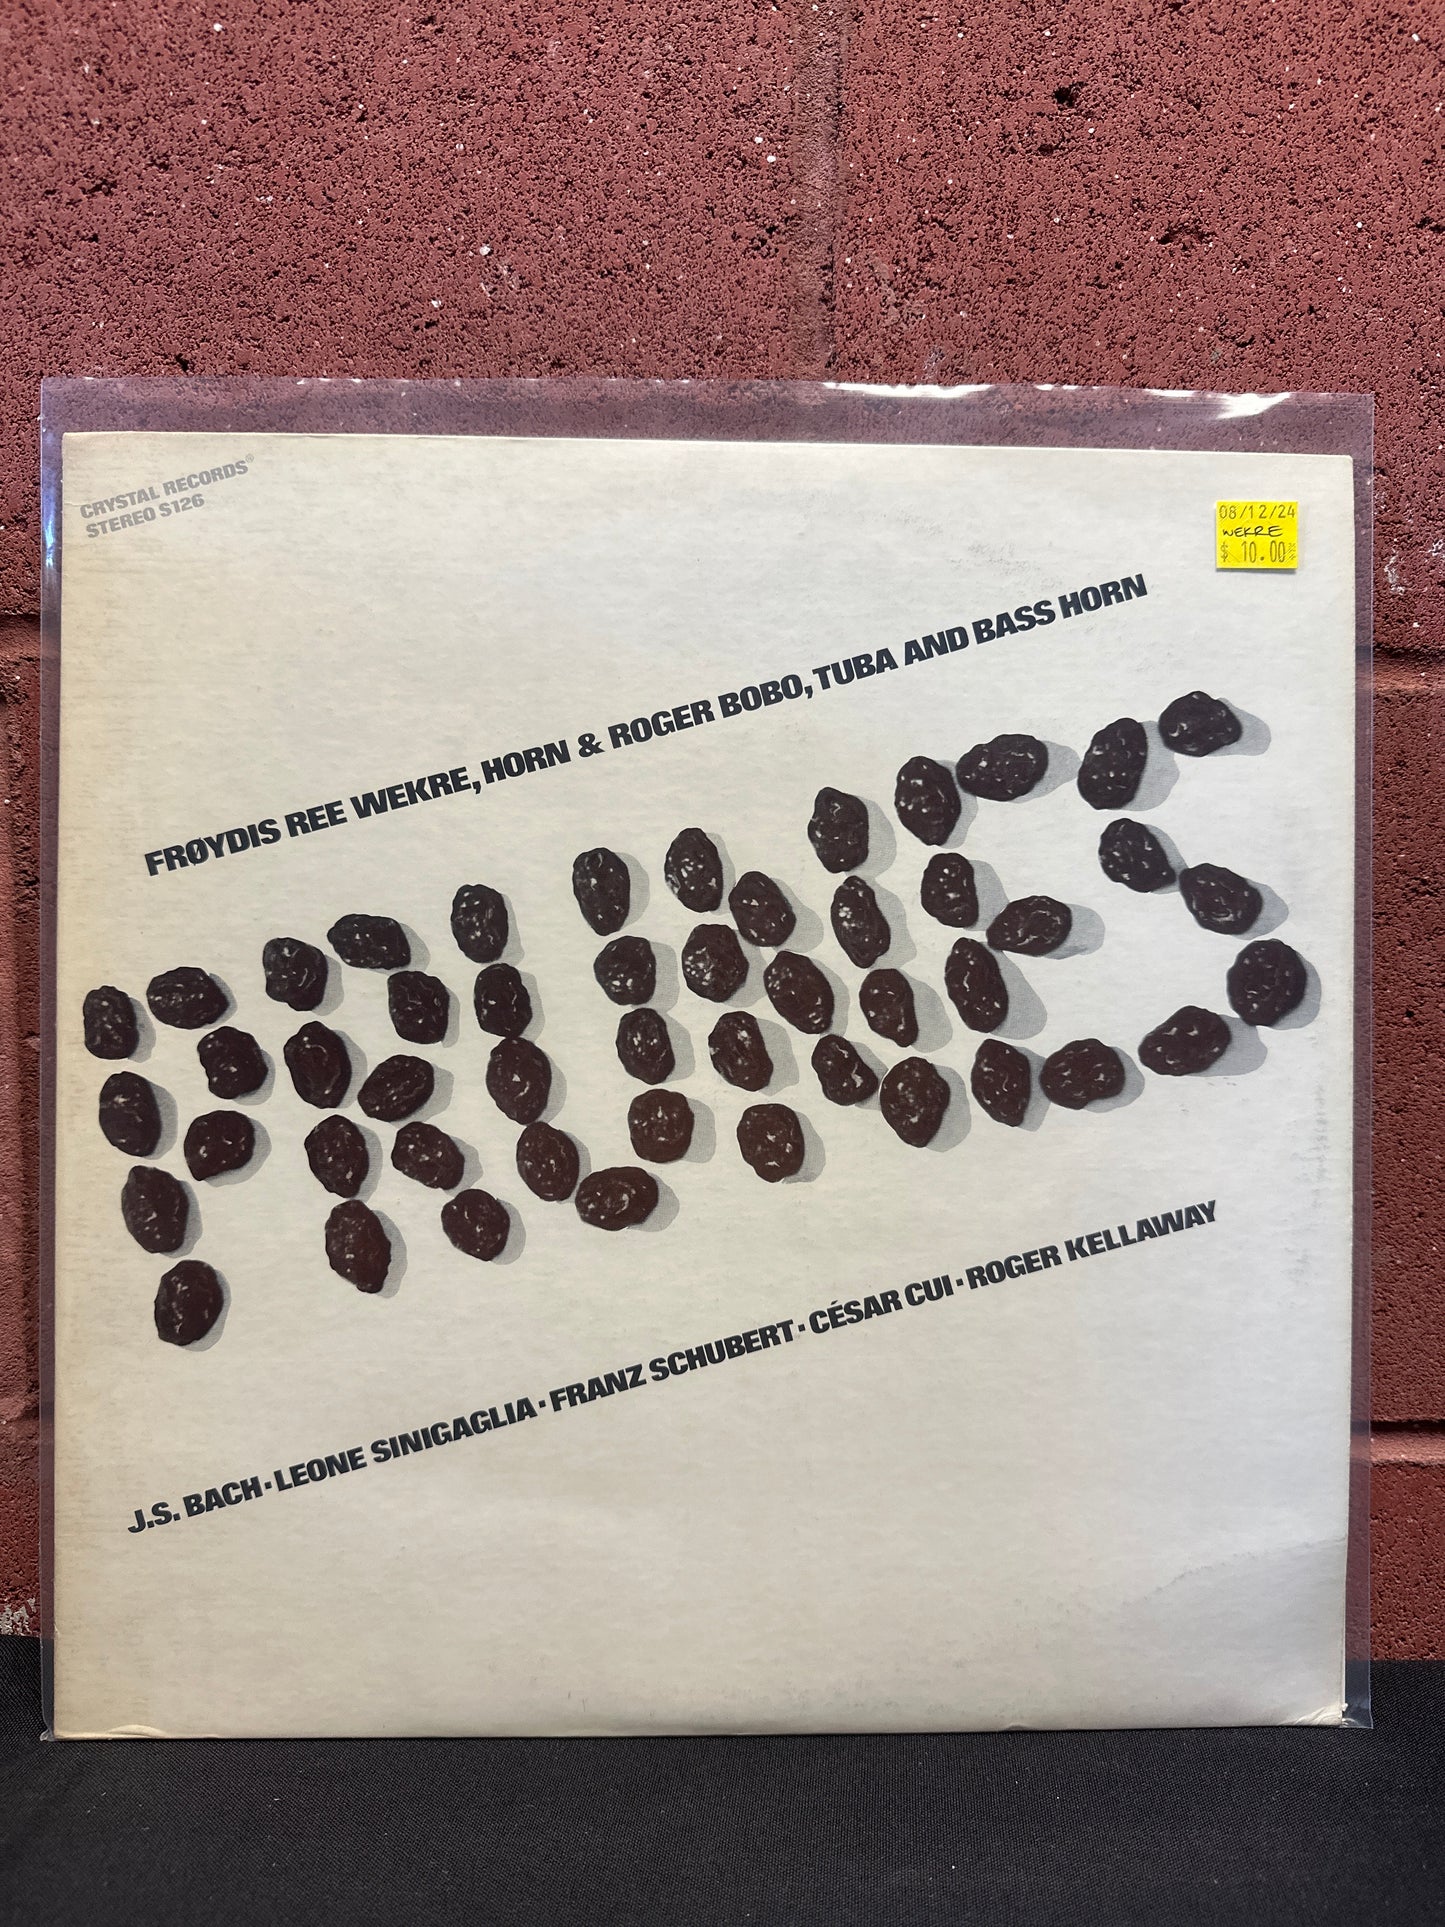 CRYSTAL RECORDS®
STEREO S126
08/12/24
WEKRE
$ 10.00
FRØYDIS REE WEKRE, HORN & ROGER BOBO, TUBA AND BASS HORN
PRUNES
J.S. BACH · LEONE SINIGAGLIA · FRANZ SCHUBERT · CÉSAR CUI · ROGER KELLAWAY